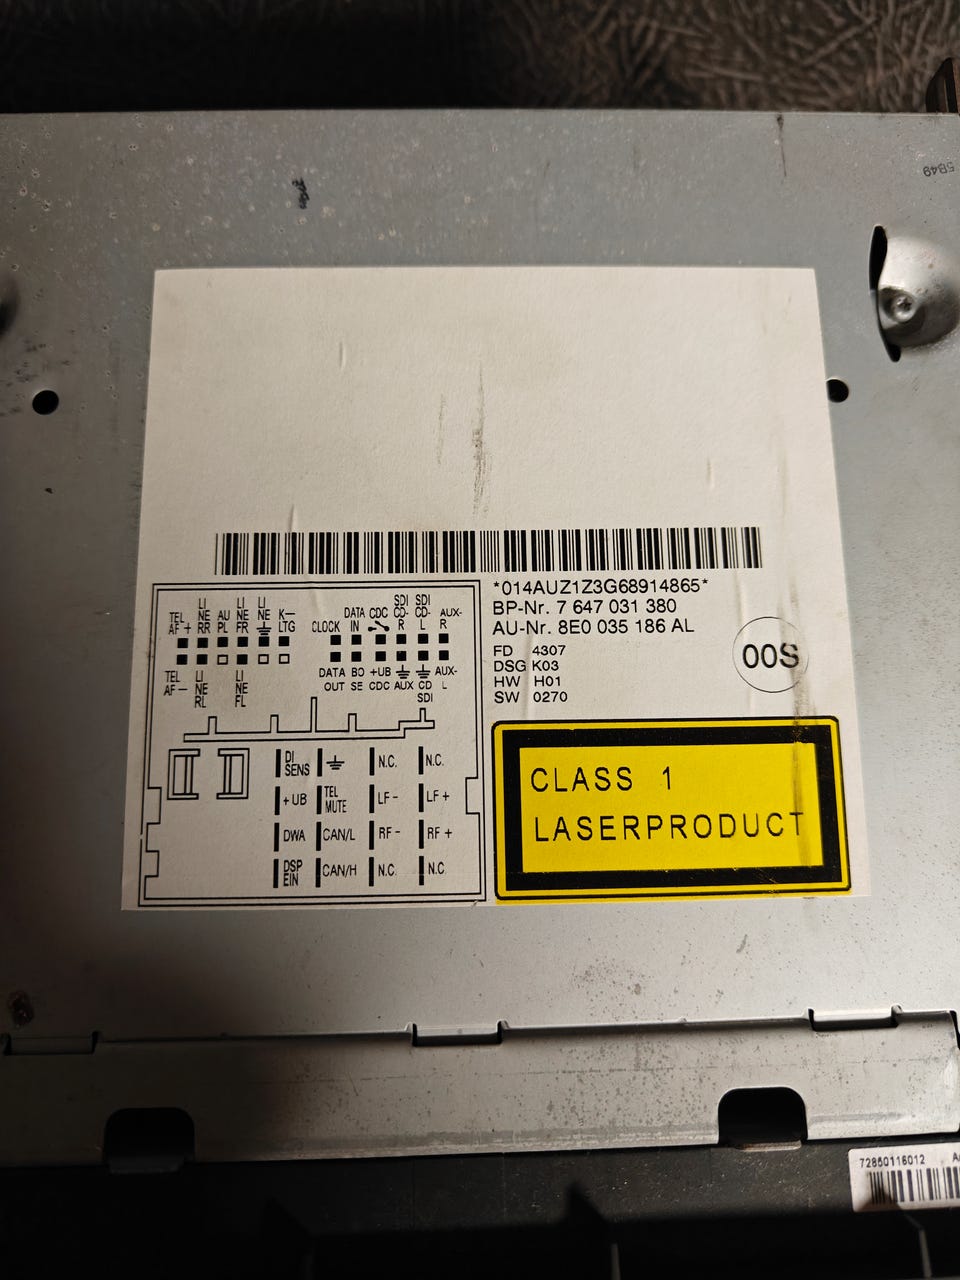 5B49
*014AUZ1Z3G68914865*
BP-Nr. 7 647 031 380
AU-Nr. 8E0 035 186 AL
FD 4307
DSG K03
HW H01
SW 0270
00S
TEL AF+ LI NE RR AU PL LI NE FR LI NE K-LTG
TEL AF- LI NE RL LI NE FL
CLOCK DATA IN CDC SDI CD-R SDI CD-L AUX-R
DATA OUT BO SE +UB CDC AUX CD SDI AUX-L
DI SENS N.C. N.C.
+UB TEL MUTE LF- LF+
DWA CAN/L RF- RF+
DSP EIN CAN/H N.C. N.C.
CLASS 1
LASERPRODUCT
72850116012